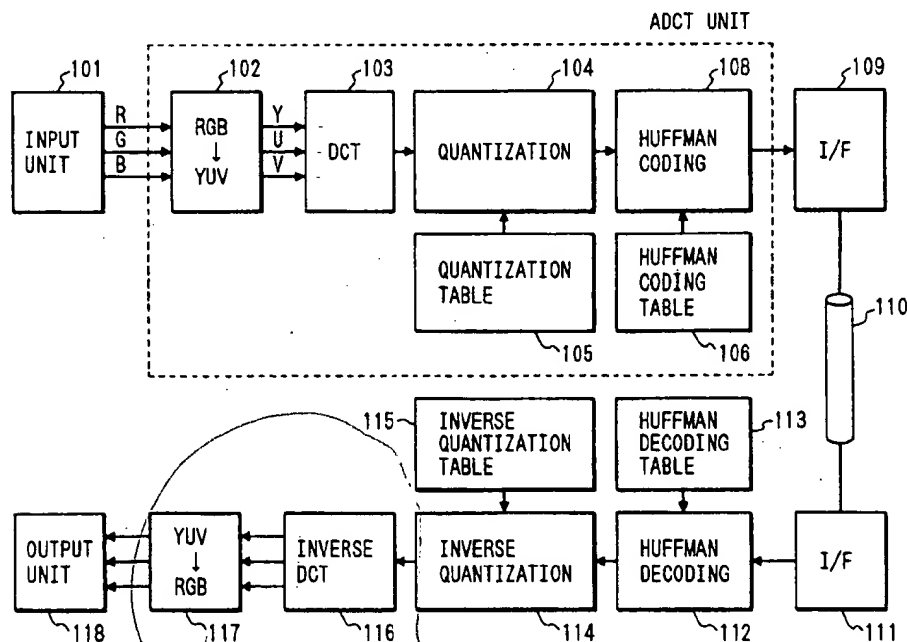 ADCT UNIT
101
102
103
104
108
109
INPUT
UNIT
R
G
B
RGB
↓
YUV
Y
U
V
DCT
QUANTIZATION
HUFFMAN
CODING
I/F
QUANTIZATION
TABLE
HUFFMAN
CODING
TABLE
105
106
110
115
INVERSE
QUANTIZATION
TABLE
HUFFMAN
DECODING
TABLE
113
OUTPUT
UNIT
YUV
↓
RGB
INVERSE
DCT
INVERSE
QUANTIZATION
HUFFMAN
DECODING
I/F
118
117
116
114
112
111